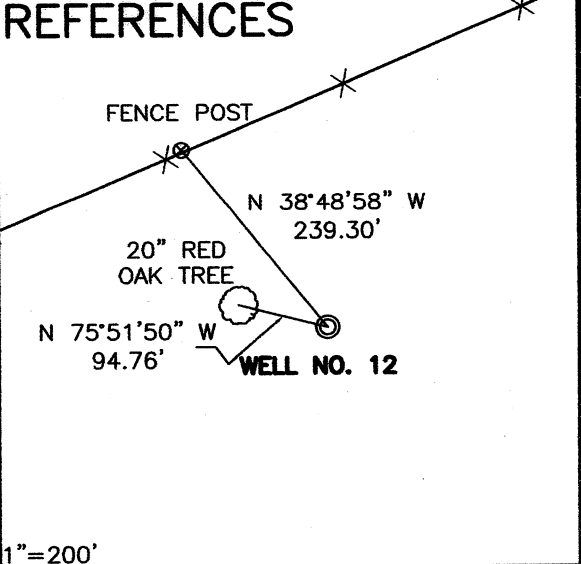 REFERENCES
FENCE POST
N 38°48'58" W
239.30'
20" RED
OAK TREE
N 75°51'50" W
94.76'
WELL NO. 12
1"=200'